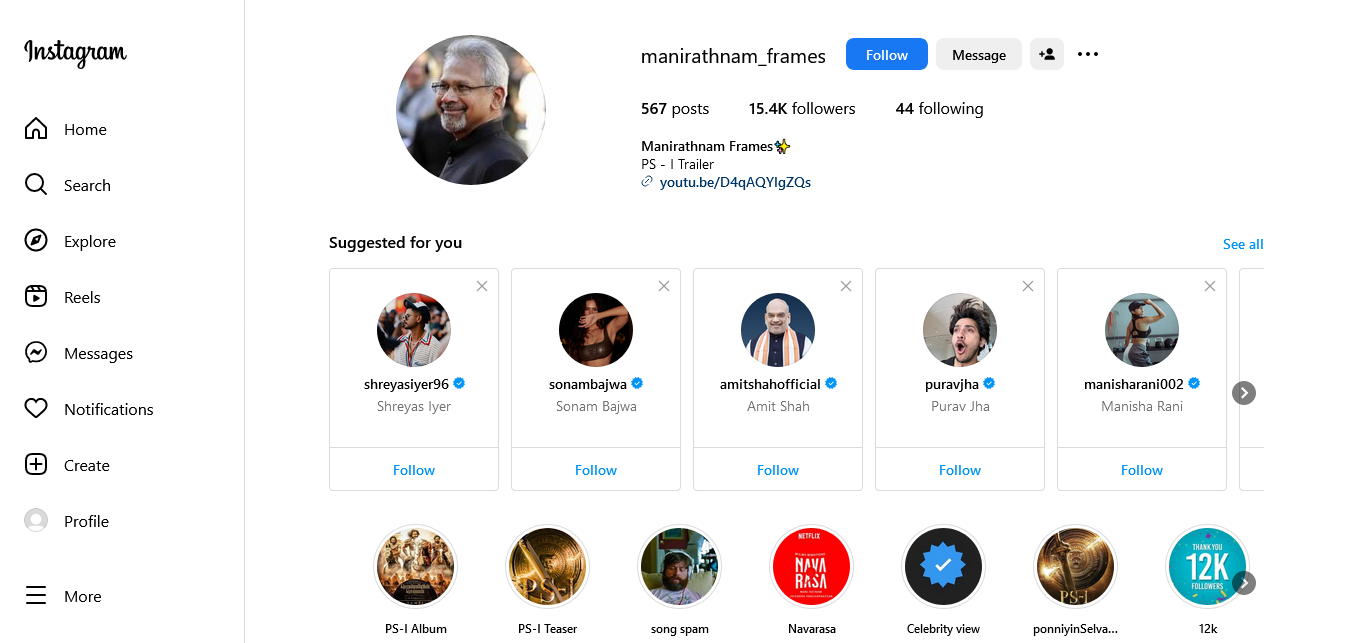 Instagram
Home
Search
Explore
Reels
Messages
Notifications
Create
Profile
More
manirathnam_frames Follow Message
567 posts 15.4K followers 44 following
Manirathnam Frames✨
PS - I Trailer
youtu.be/D4qAQYIgZQs
Suggested for you See all
shreyasiyer96 sonambajwa amitshahofficial puravjha manisharani002
Shreyas Iyer Sonam Bajwa Amit Shah Purav Jha Manisha Rani
Follow Follow Follow Follow Follow
NETFLIX
NAVA
RASA
THANK YOU
12K
FOLLOWERS
PS-I
PS-I
PS-I Album PS-I Teaser song spam Navarasa Celebrity view ponniyinSelva... 12k